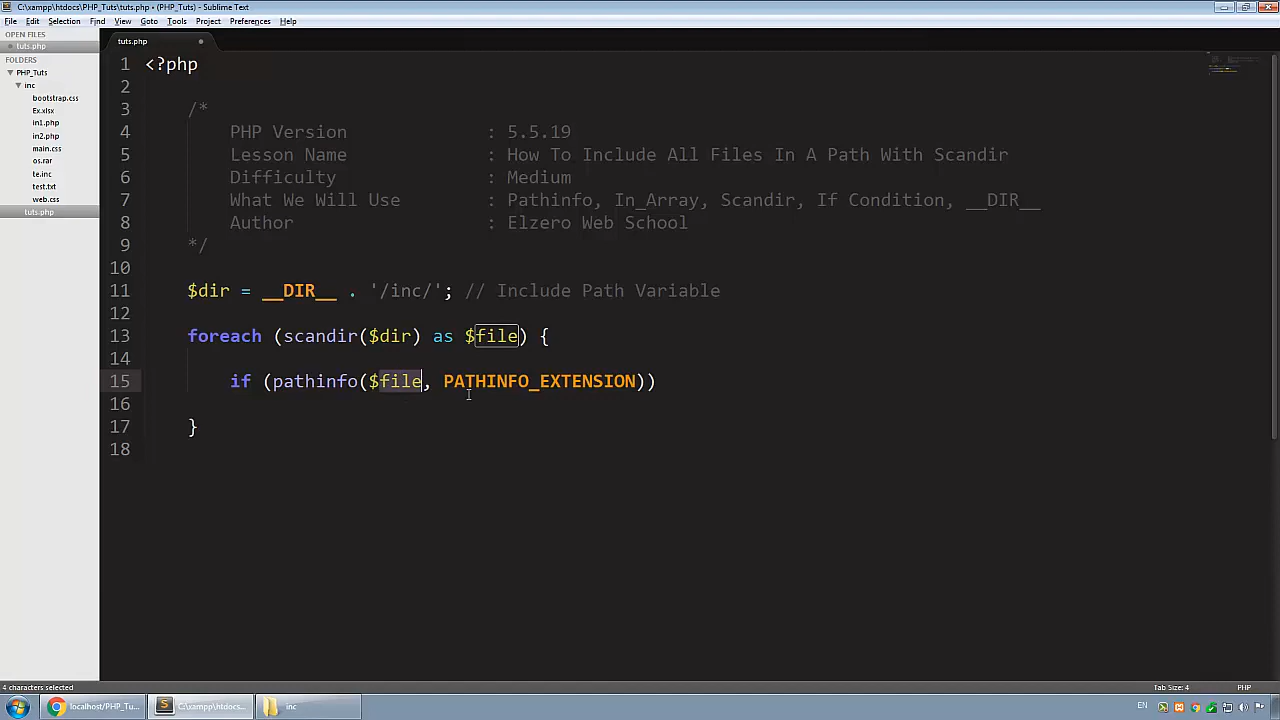 C:\xampp\htdocs\PHP_Tuts\tuts.php • (PHP_Tuts) - Sublime Text
File Edit Selection Find View Goto Tools Project Preferences Help
OPEN FILES
tuts.php
FOLDERS
PHP_Tuts
inc
bootstrap.css
Ex.xlsx
in1.php
in2.php
main.css
os.rar
te.inc
test.txt
web.css
tuts.php
tuts.php
1 <?php
2
3 /*
4 PHP Version : 5.5.19
5 Lesson Name : How To Include All Files In A Path With Scandir
6 Difficulty : Medium
7 What We Will Use : Pathinfo, In_Array, Scandir, If Condition, __DIR__
8 Author : Elzero Web School
9 */
10
11 $dir = __DIR__ . '/inc/'; // Include Path Variable
12
13 foreach (scandir($dir) as $file) {
14
15 if (pathinfo($file, PATHINFO_EXTENSION))
16
17 }
18
4 characters selected Tab Size: 4 PHP
localhost/PHP_Tu... C:\xampp\htdocs... inc EN